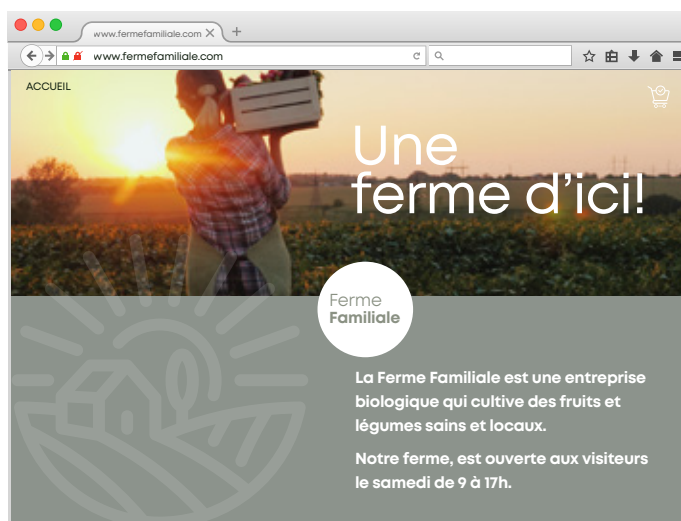 www.fermefamiliale.com
www.fermefamiliale.com
ACCUEIL
Une
ferme d'ici!
Ferme
Familiale
La Ferme Familiale est une entreprise
biologique qui cultive des fruits et
légumes sains et locaux.
Notre ferme, est ouverte aux visiteurs
le samedi de 9 à 17h.